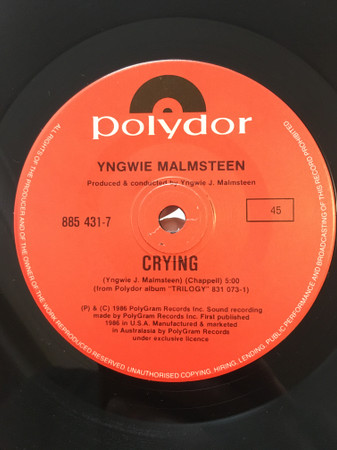 polydor
YNGWIE MALMSTEEN
Produced & conducted by Yngwie J. Malmsteen
885 431-7
45
CRYING
(Yngwie J. Malmsteen) (Chappell) 5:00
(from Polydor album "TRILOGY" 831 073-1)
(P) & (C) 1986 PolyGram Records Inc. Sound recording
made by PolyGram Records Inc. First published
1986 in U.S.A. Manufactured & marketed
in Australasia by PolyGram Records
under exclusive licence
ALL RIGHTS OF THE PRODUCER AND OF THE OWNER OF THE WORK REPRODUCED RESERVED. UNAUTHORISED COPYING, HIRING, LENDING, PUBLIC PERFORMANCE AND BROADCASTING OF THIS RECORD PROHIBITED